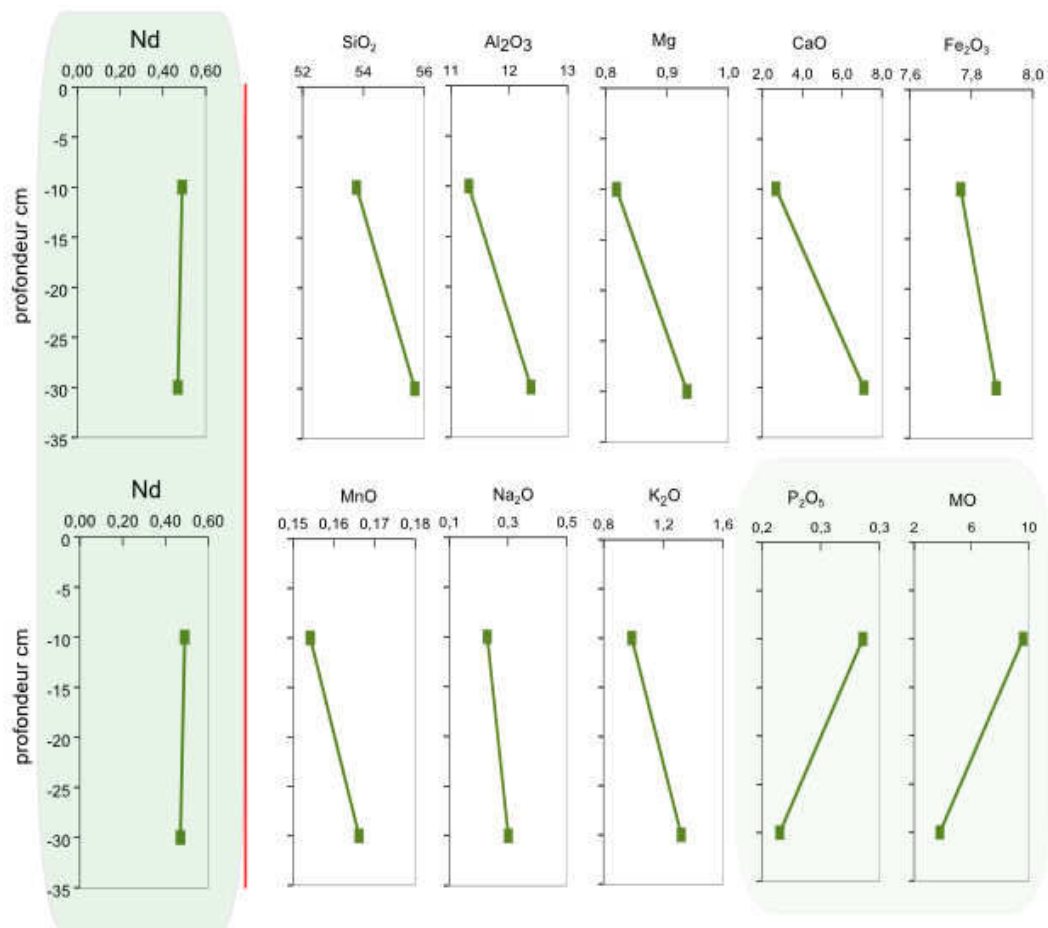 Nd
0,00 0,20 0,40 0,60
0
-5
-10
-15
-20
-25
-30
-35
profondeur cm
SiO₂
52 54 56
Al2O3
11 12 13
Mg
0,8 0,9 1,0
CaO
2,0 4,0 6,0 8,0
Fe₂O₃
7,6 7,8 8,0
Nd
0,00 0,20 0,40 0,60
0
-5
-10
-15
-20
-25
-30
-35
profondeur cm
MnO
0,15 0,16 0,17 0,18
Na₂O
0,1 0,3 0,5
K₂O
0,8 1,2 1,6
P₂O₅
0,2 0,3 0,3
MO
2 6 10